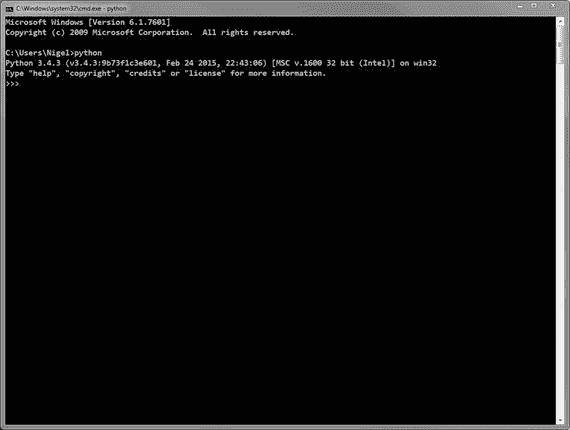 C:\Windows\system32\cmd.exe - python
Microsoft Windows [Version 6.1.7601]
Copyright (c) 2009 Microsoft Corporation.  All rights reserved.
C:\Users\Nigel>python
Python 3.4.3 (v3.4.3:9b73f1c3e601, Feb 24 2015, 22:43:06) [MSC v.1600 32 bit (Intel)] on win32
Type "help", "copyright", "credits" or "license" for more information.
>>>